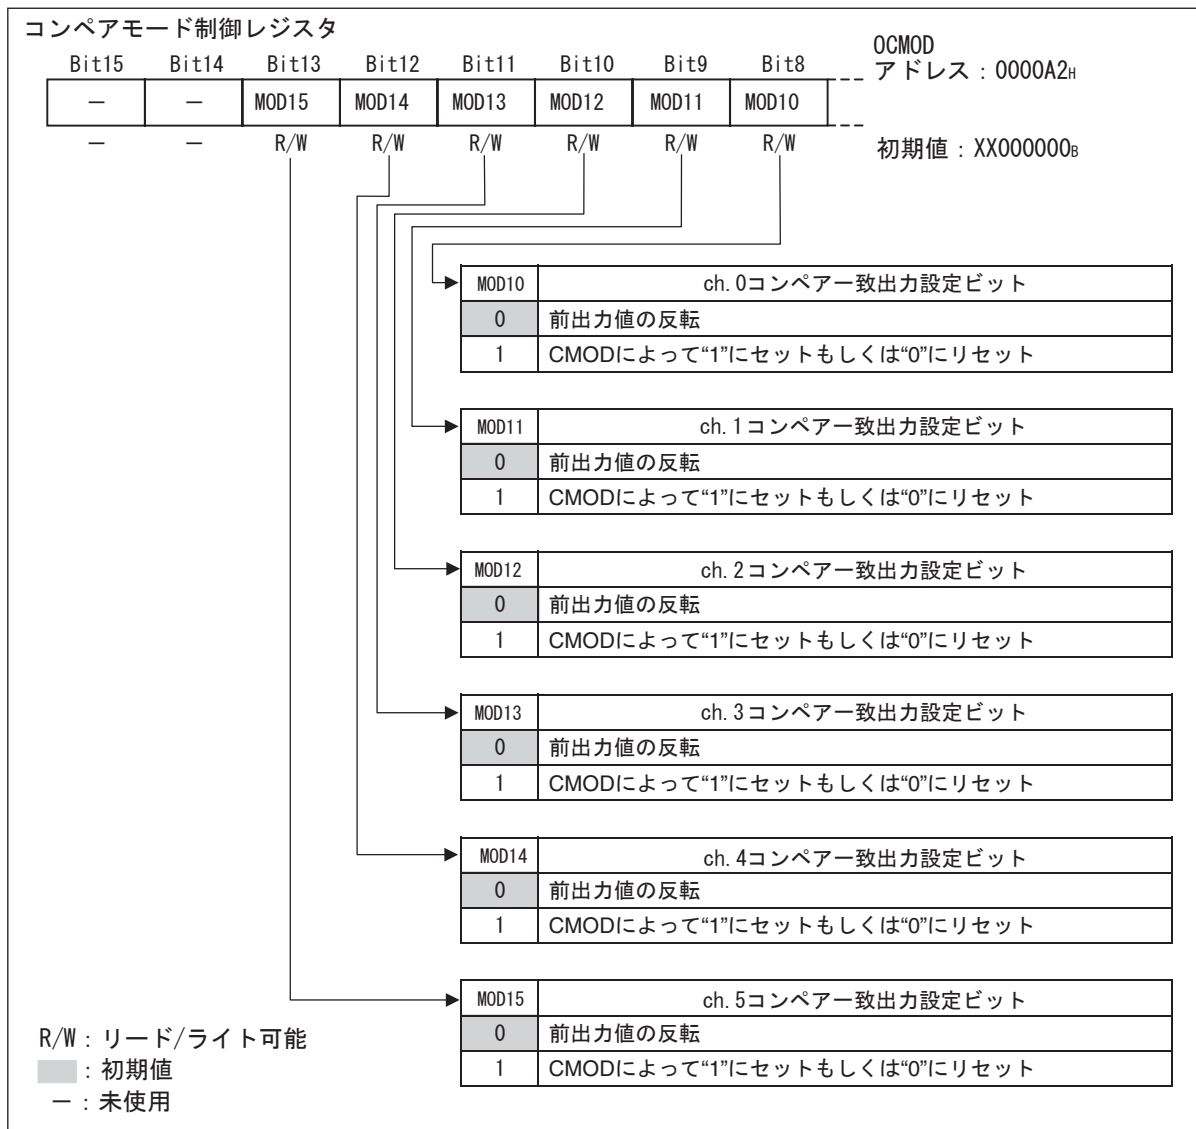 コンペアモード制御レジスタ
Bit15 Bit14 Bit13 Bit12 Bit11 Bit10 Bit9 Bit8
OCMOD
アドレス：0000A2H
－ － MOD15 MOD14 MOD13 MOD12 MOD11 MOD10
－ － R/W R/W R/W R/W R/W R/W
初期値：XX000000B
MOD10 ch.0コンペア一致出力設定ビット
0 前出力値の反転
1 CMODによって“1”にセットもしくは“0”にリセット
MOD11 ch.1コンペア一致出力設定ビット
0 前出力値の反転
1 CMODによって“1”にセットもしくは“0”にリセット
MOD12 ch.2コンペア一致出力設定ビット
0 前出力値の反転
1 CMODによって“1”にセットもしくは“0”にリセット
MOD13 ch.3コンペア一致出力設定ビット
0 前出力値の反転
1 CMODによって“1”にセットもしくは“0”にリセット
MOD14 ch.4コンペア一致出力設定ビット
0 前出力値の反転
1 CMODによって“1”にセットもしくは“0”にリセット
MOD15 ch.5コンペア一致出力設定ビット
0 前出力値の反転
1 CMODによって“1”にセットもしくは“0”にリセット
R/W：リード/ライト可能
：初期値
－：未使用